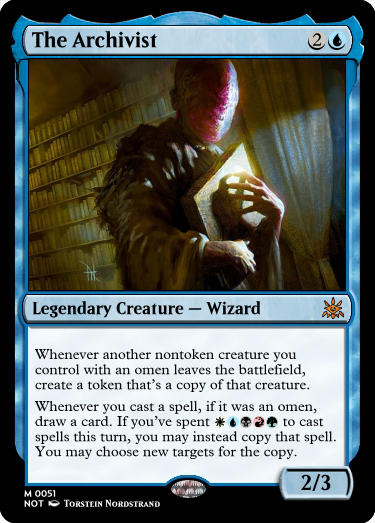 The Archivist 2
Legendary Creature — Wizard
Whenever another nontoken creature you
control with an omen leaves the battlefield,
create a token that's a copy of that creature.
Whenever you cast a spell, if it was an omen,
draw a card. If you've spent to cast
spells this turn, you may instead copy that spell.
You may choose new targets for the copy.
2/3
M 0051
NOT Torstein Nordstrand